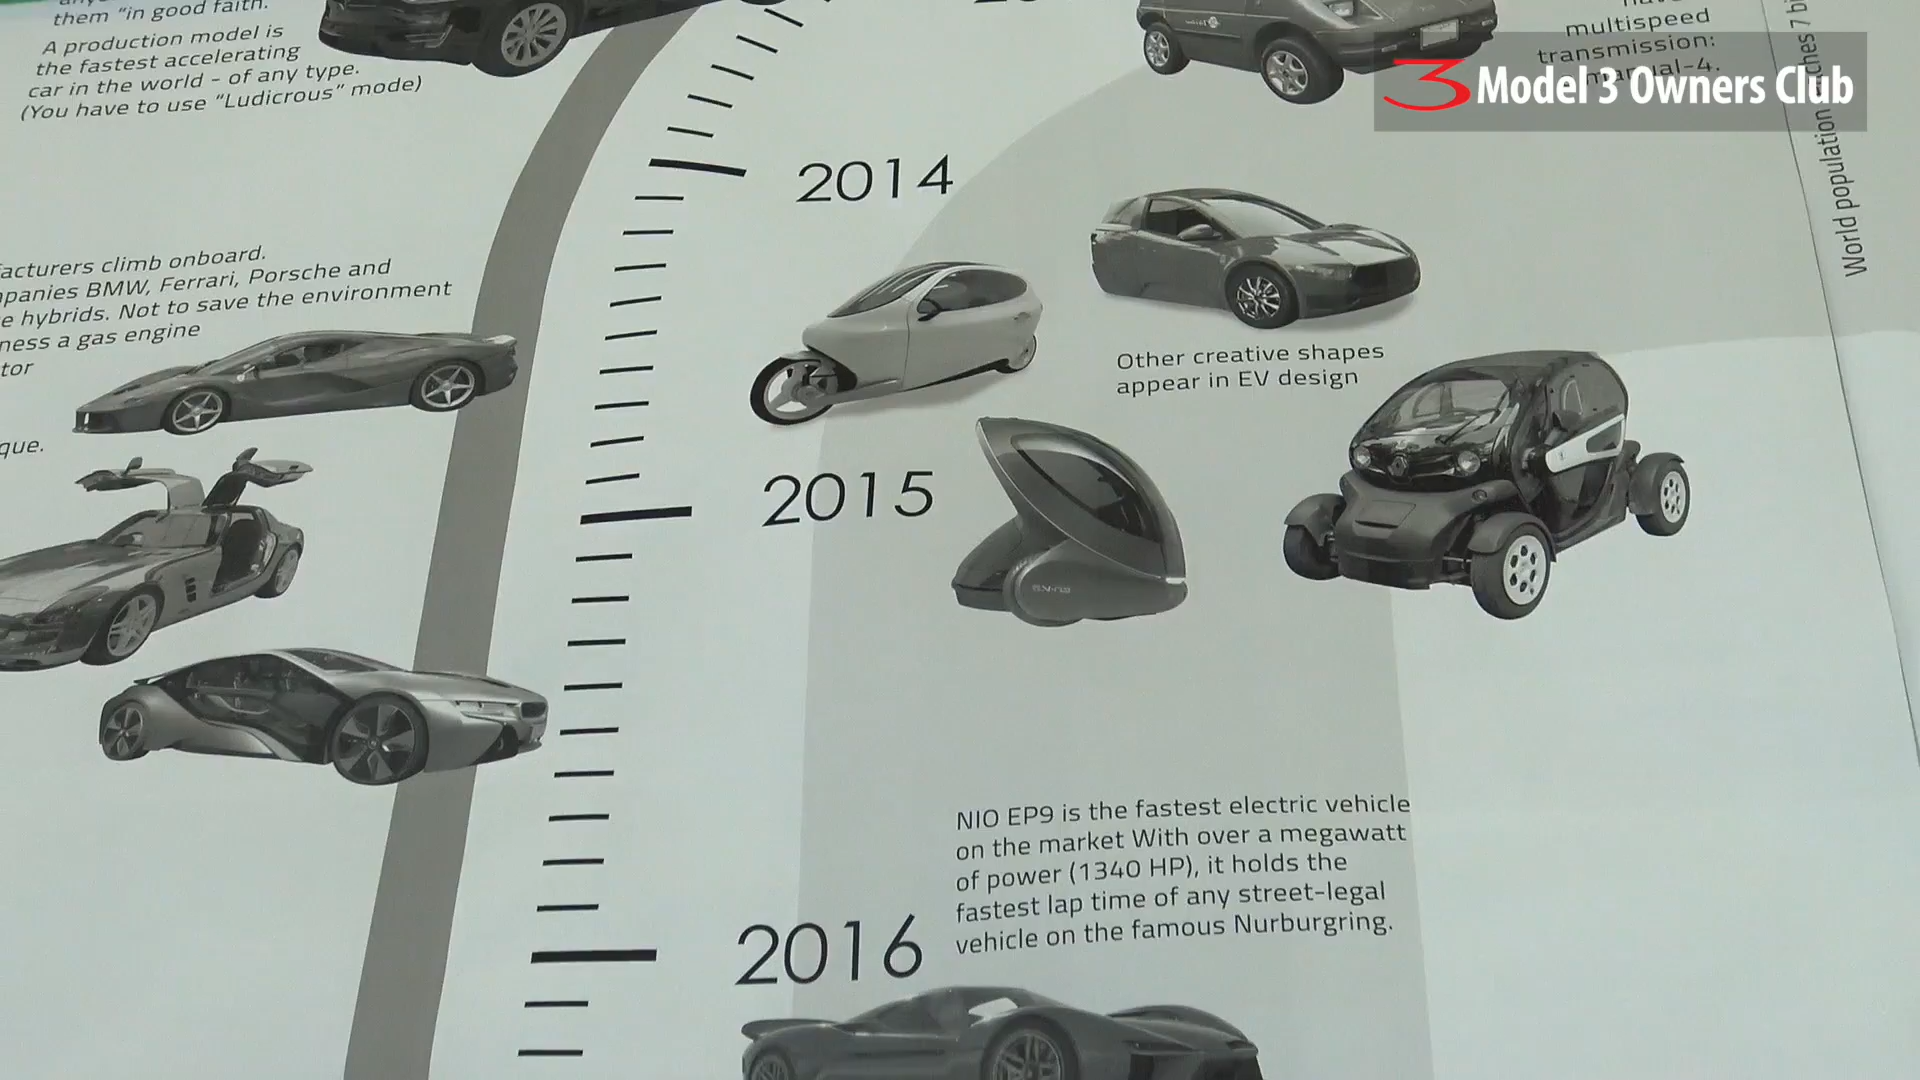 them "in good faith.
A production model is
the fastest accelerating
car in the world - of any type.
(You have to use "Ludicrous" mode)
multispeed
transmission:
3 Model 3 Owners Club
World population
2014
acturers climb onboard.
panies BMW, Ferrari, Porsche and
e hybrids. Not to save the environment
ness a gas engine
tor
que.
Other creative shapes
appear in EV design
2015
EN-V
NIO EP9 is the fastest electric vehicle
on the market With over a megawatt
of power (1340 HP), it holds the
fastest lap time of any street-legal
vehicle on the famous Nurburgring.
2016